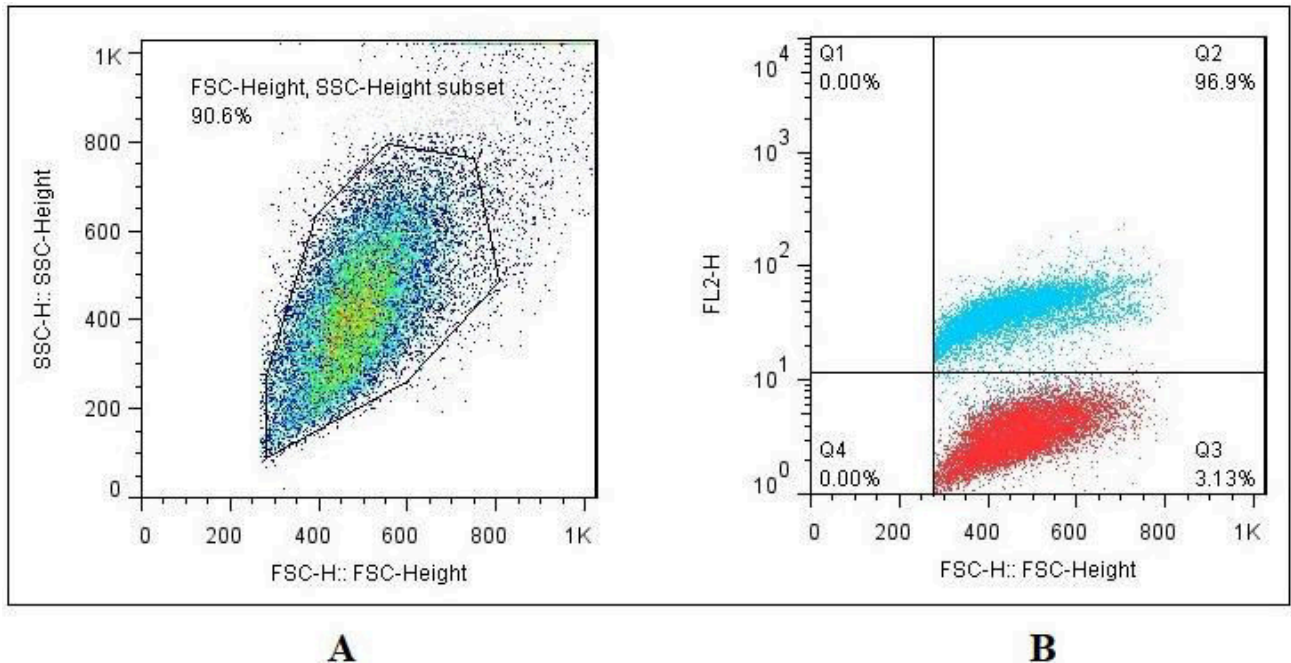 1K
800
600
400
200
0
SSC-H:: SSC-Height
FSC-Height, SSC-Height subset
90.6%
0 200 400 600 800 1K
FSC-H:: FSC-Height
A
10^4
10^3
10^2
10^1
10^0
FL2-H
Q1
0.00%
Q2
96.9%
Q4
0.00%
Q3
3.13%
0 200 400 600 800 1K
FSC-H:: FSC-Height
B